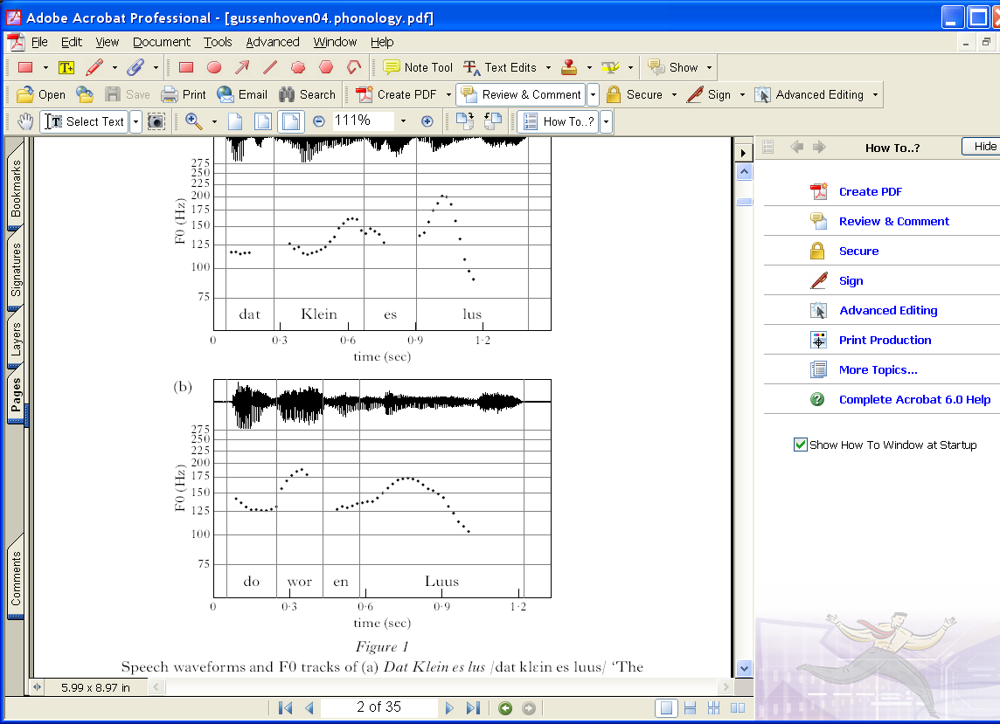 Adobe Acrobat Professional - [gussenhoven04.phonology.pdf]
File Edit View Document Tools Advanced Window Help
T+ Note Tool Text Edits Show
Open Save Print Email Search Create PDF Review & Comment Secure Sign Advanced Editing
Select Text 111% How To..?
How To..? Hide
Create PDF
Review & Comment
Secure
Sign
Advanced Editing
Print Production
More Topics...
Complete Acrobat 6.0 Help
Show How To Window at Startup
Bookmarks
Signatures
Layers
Pages
Comments
F0 (Hz)
275
250
225
200
175
150
125
100
75
dat Klein es lus
0 0·3 0·6 0·9 1·2
time (sec)
(b)
F0 (Hz)
275
250
225
200
175
150
125
100
75
do wor en Luus
0 0·3 0·6 0·9 1·2
time (sec)
Figure 1
Speech waveforms and F0 tracks of (a) Dat Klein es lus /dat klɛin es luus/ ‘The
5.99 x 8.97 in
2 of 35